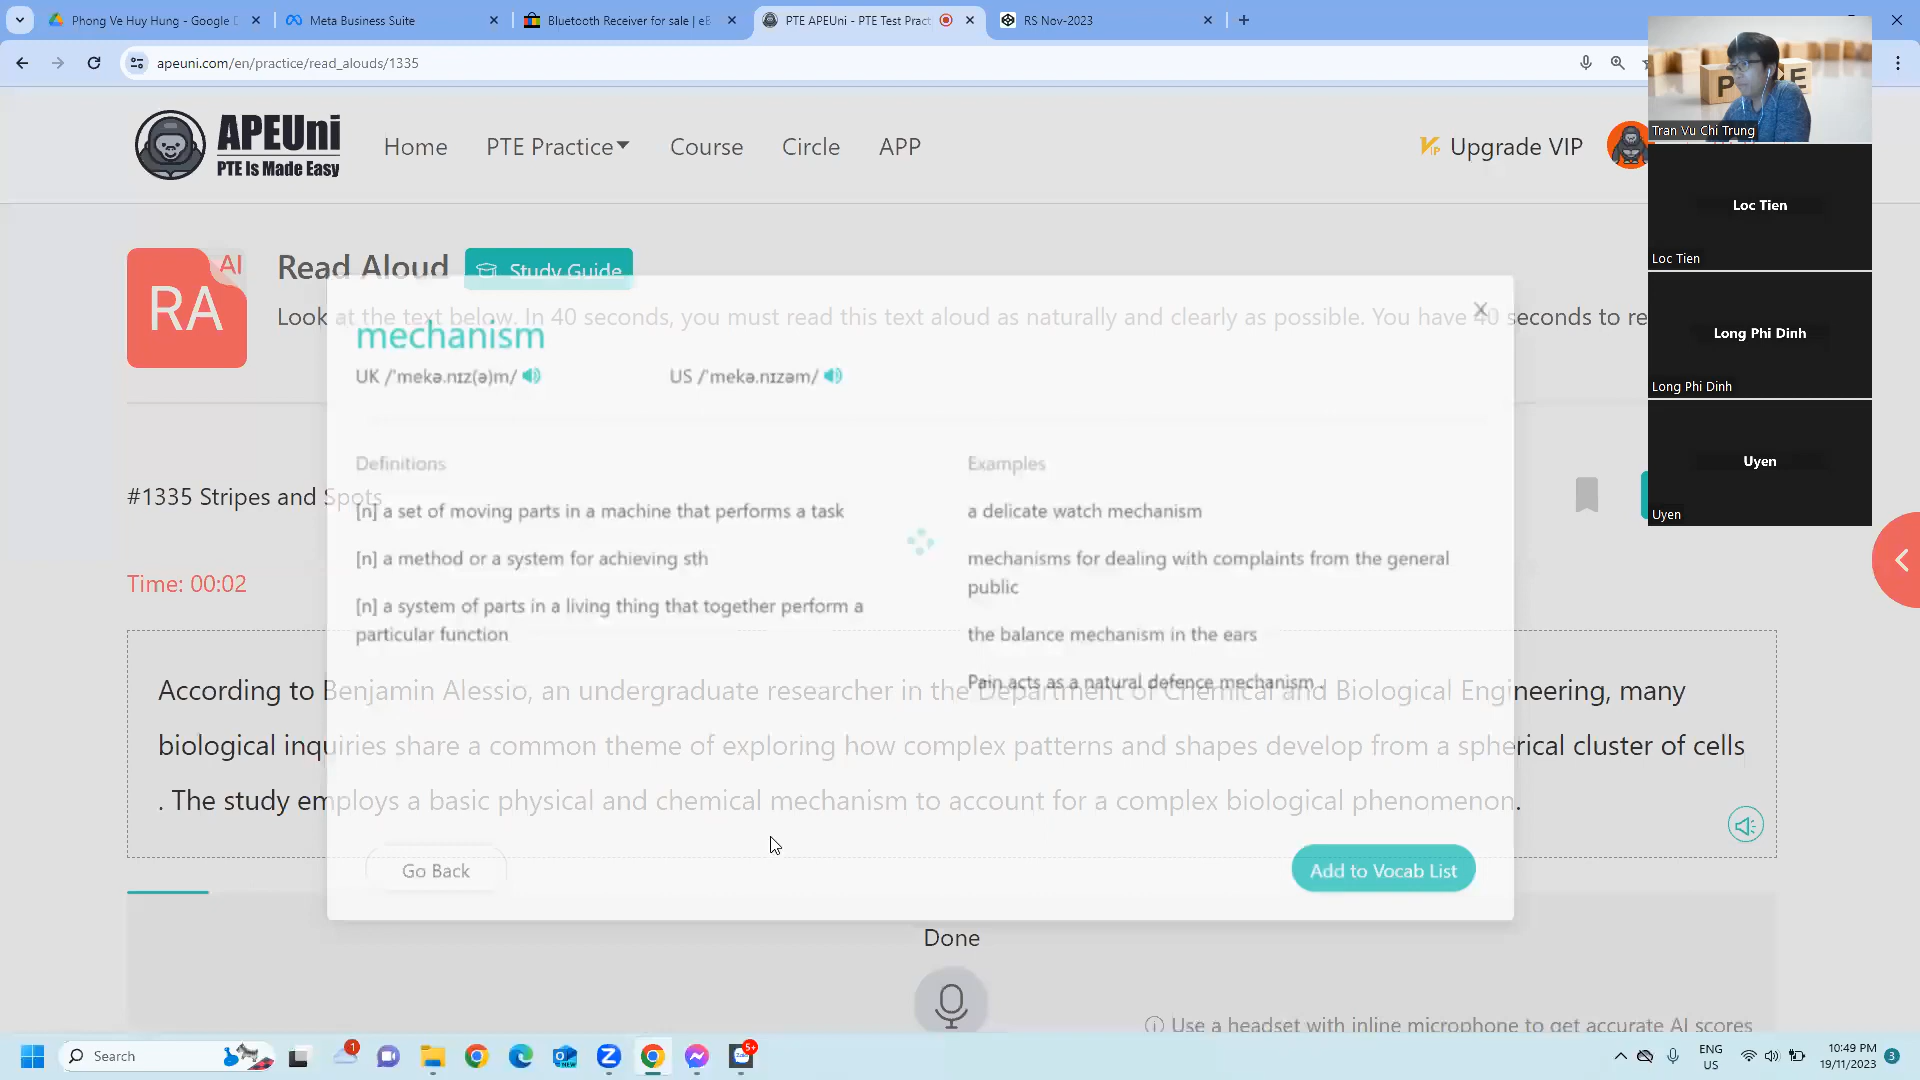 Phong Ve Huy Hung - Google D
Meta Business Suite
Bluetooth Receiver for sale | eB
PTE APEUni - PTE Test Pract
RS Nov-2023
apeuni.com/en/practice/read_alouds/1335
APEUni
PTE Is Made Easy
Home
PTE Practice
Course
Circle
APP
VIP
Upgrade VIP
Tran Vu Chi Trung
Loc Tien
Loc Tien
Long Phi Dinh
Long Phi Dinh
Uyen
Uyen
RA
AI
Read Aloud
Study Guide
Look at the text below. In 40 seconds, you must read this text aloud as naturally and clearly as possible. You have 40 seconds to re
mechanism
UK /ˈmekə.nɪz(ə)m/
US /ˈmekə.nɪzəm/
Definitions
Examples
#1335 Stripes and Spots
[n] a set of moving parts in a machine that performs a task
a delicate watch mechanism
[n] a method or a system for achieving sth
mechanisms for dealing with complaints from the general
public
Time: 00:02
[n] a system of parts in a living thing that together perform a
particular function
the balance mechanism in the ears
Pain acts as a natural defence mechanism .
According to Benjamin Alessio, an undergraduate researcher in the Department of Chemical and Biological Engineering, many
biological inquiries share a common theme of exploring how complex patterns and shapes develop from a spherical cluster of cells
. The study employs a basic physical and chemical mechanism to account for a complex biological phenomenon.
Go Back
Add to Vocab List
Done
Use a headset with inline microphone to get accurate AI scores
Search
1
NEW
5+
ENG
US
10:49 PM
19/11/2023
3